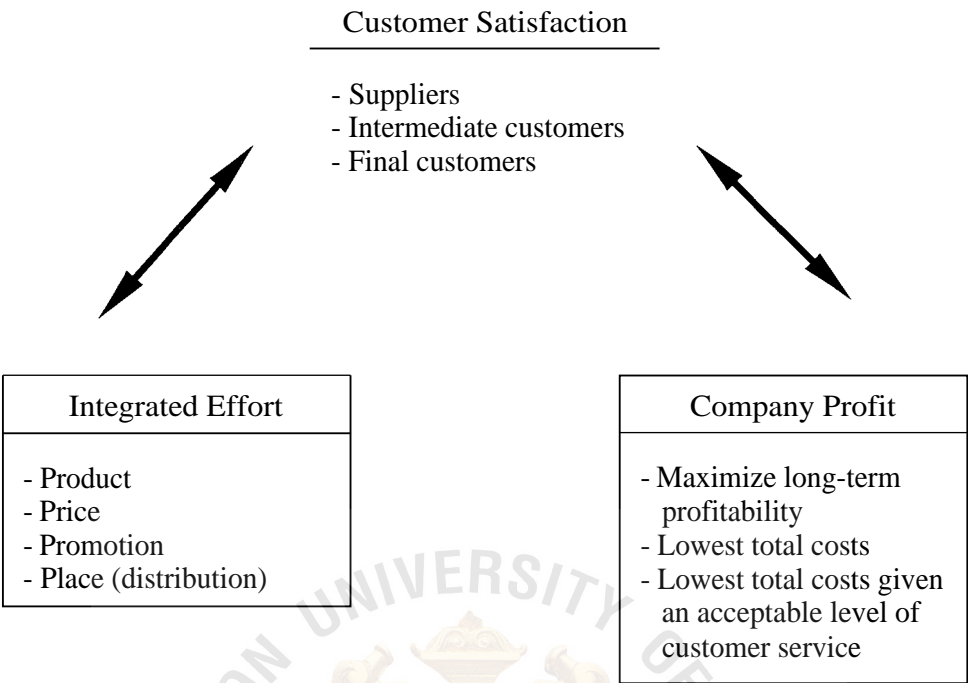 Customer Satisfaction
- Suppliers
- Intermediate customers
- Final customers
Integrated Effort
- Product
- Price
- Promotion
- Place (distribution)
Company Profit
- Maximize long-term
profitability
- Lowest total costs
- Lowest total costs given
an acceptable level of
customer service
UNIVERSITY